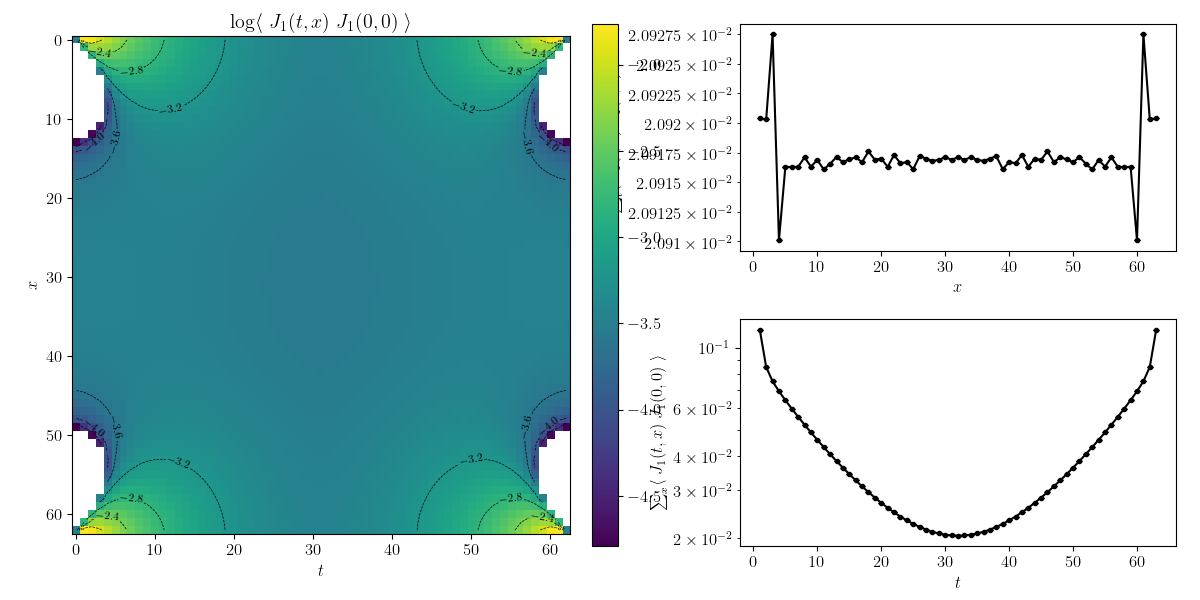 log⟨ J₁(t, x) J₁(0, 0) ⟩
0
10
20
30
40
50
60
x
0 10 20 30 40 50 60
t
−2.4
−2.8
−3.2
−3.6
−4.0
−2.4
−2.8
−3.2
−3.6
−4.0
−3.6
−4.0
−3.2
−2.8
−2.4
−3.6
−4.0
−3.2
−2.8
−2.4
−3.0
−3.5
2.09275 × 10⁻²
2.0925 × 10⁻²
2.09225 × 10⁻²
2.092 × 10⁻²
2.09175 × 10⁻²
2.0915 × 10⁻²
2.09125 × 10⁻²
2.091 × 10⁻²
0 10 20 30 40 50 60
x
∑ₓ⟨ J₁(t, x) J₁(0, 0) ⟩
10⁻¹
6 × 10⁻²
4 × 10⁻²
3 × 10⁻²
2 × 10⁻²
0 10 20 30 40 50 60
t